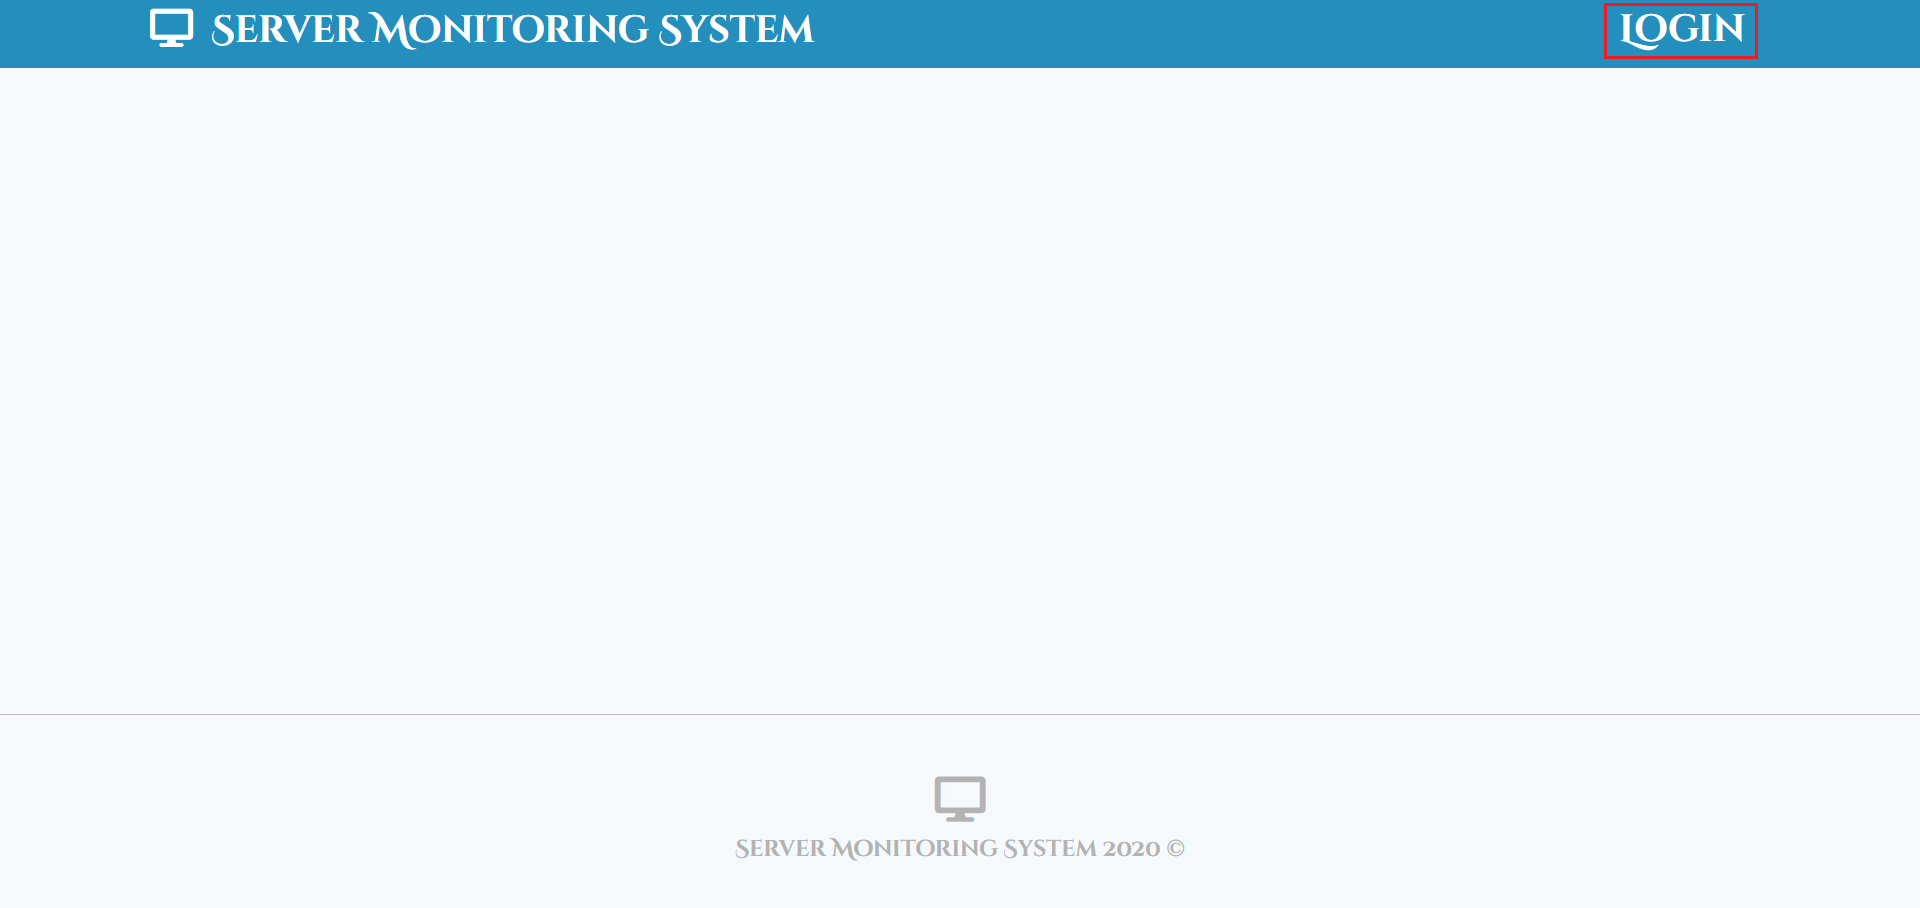 Server Monitoring System
Login
Server Monitoring System 2020 ©